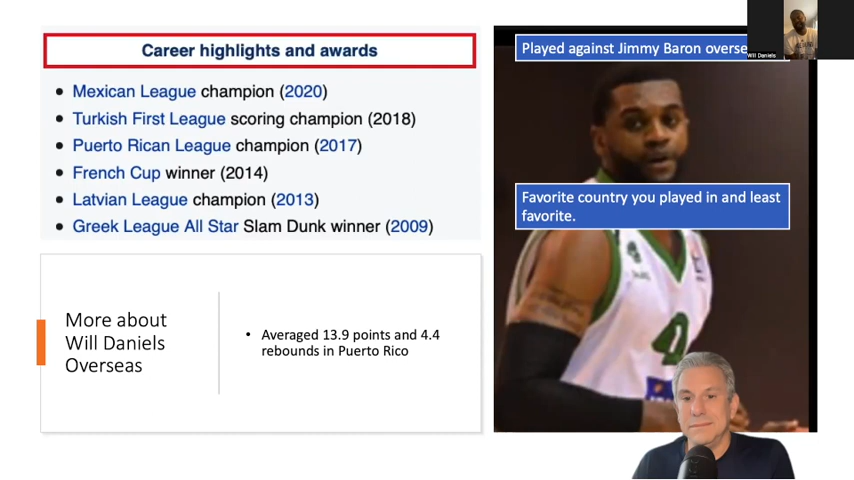 Career highlights and awards
• Mexican League champion (2020)
• Turkish First League scoring champion (2018)
• Puerto Rican League champion (2017)
• French Cup winner (2014)
• Latvian League champion (2013)
• Greek League All Star Slam Dunk winner (2009)
More about
Will Daniels
Overseas
• Averaged 13.9 points and 4.4
rebounds in Puerto Rico
Played against Jimmy Baron overse
Will Daniels
Favorite country you played in and least
favorite.
4